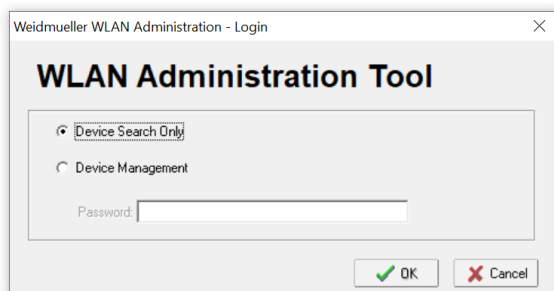 Weidmueller WLAN Administration - Login
WLAN Administration Tool
Device Search Only
Device Management
Password:
OK
Cancel